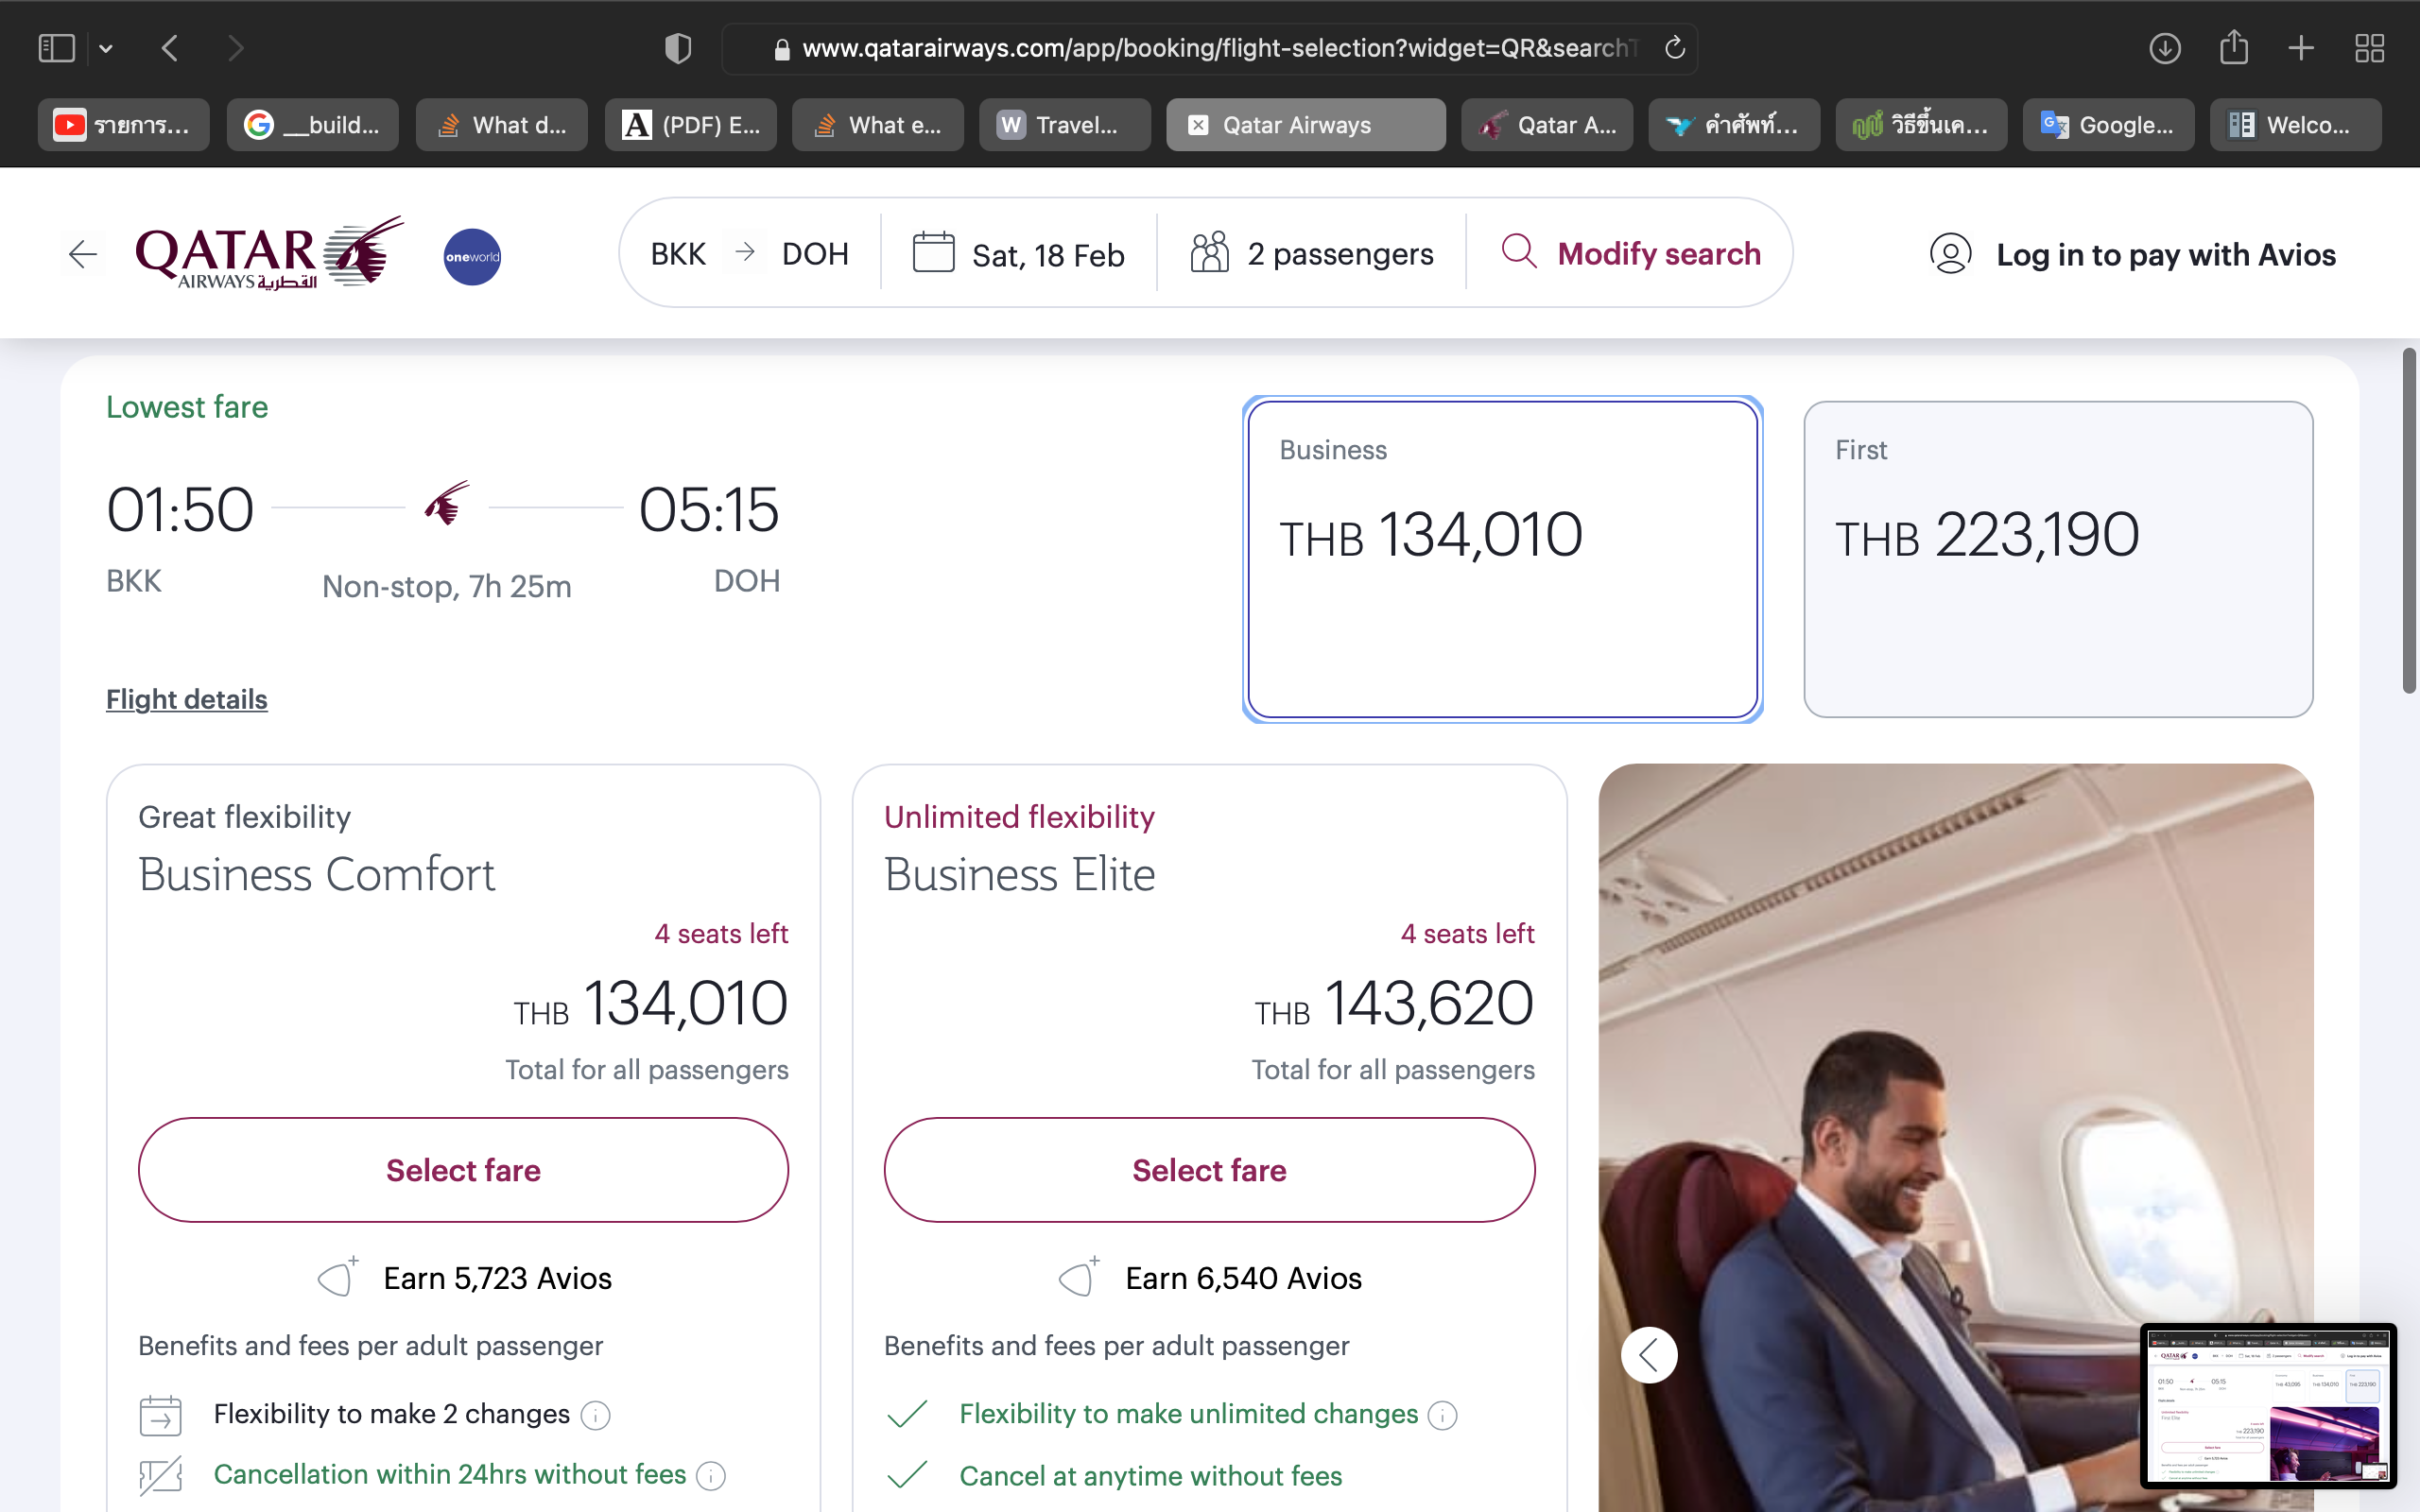 www.qatarairways.com/app/booking/flight-selection?widget=QR&searchT
รายการ...
__build...
What d...
(PDF) E...
What e...
Travel...
Qatar Airways
Qatar A...
คำศัพท์...
วิธีขึ้นเค...
Google...
Welco...
QATAR
AIRWAYS القطرية
oneworld
BKK → DOH
Sat, 18 Feb
2 passengers
Modify search
Log in to pay with Avios
Lowest fare
01:50
05:15
BKK
Non-stop, 7h 25m
DOH
Flight details
Business
THB 134,010
First
THB 223,190
Great flexibility
Business Comfort
4 seats left
THB 134,010
Total for all passengers
Select fare
Earn 5,723 Avios
Benefits and fees per adult passenger
Flexibility to make 2 changes
Cancellation within 24hrs without fees
Unlimited flexibility
Business Elite
4 seats left
THB 143,620
Total for all passengers
Select fare
Earn 6,540 Avios
Benefits and fees per adult passenger
Flexibility to make unlimited changes
Cancel at anytime without fees